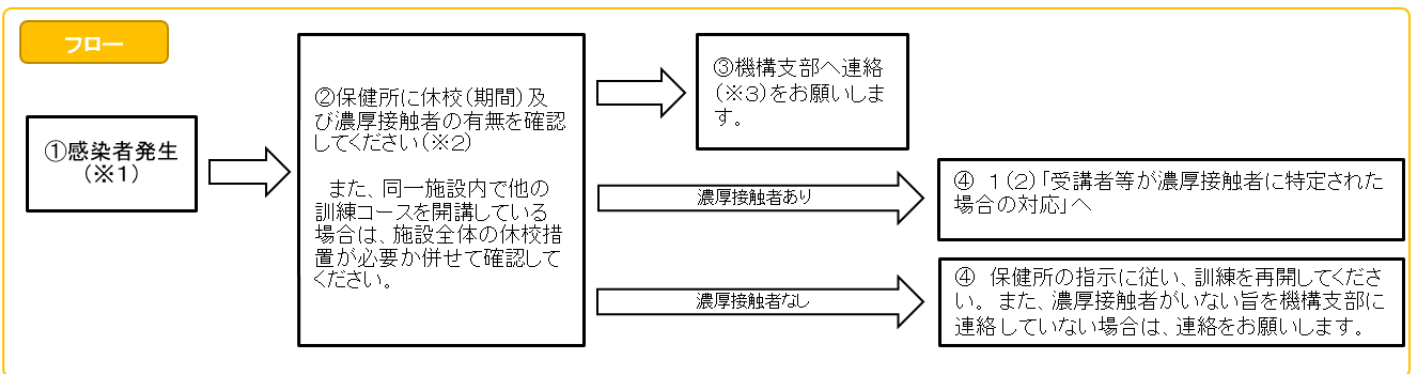 フロー
①感染者発生
(※1)
②保健所に休校(期間)及
び濃厚接触者の有無を確認
してください(※2)
また、同一施設内で他の
訓練コースを開講している
場合は、施設全体の休校措
置が必要か併せて確認して
ください。
③機構支部へ連絡
(※3)をお願いしま
す。
濃厚接触者あり
④ 1(2)「受講者等が濃厚接触者に特定された
場合の対応」へ
濃厚接触者なし
④ 保健所の指示に従い、訓練を再開してくださ
い。また、濃厚接触者がいない旨を機構支部に
連絡していない場合は、連絡をお願いします。